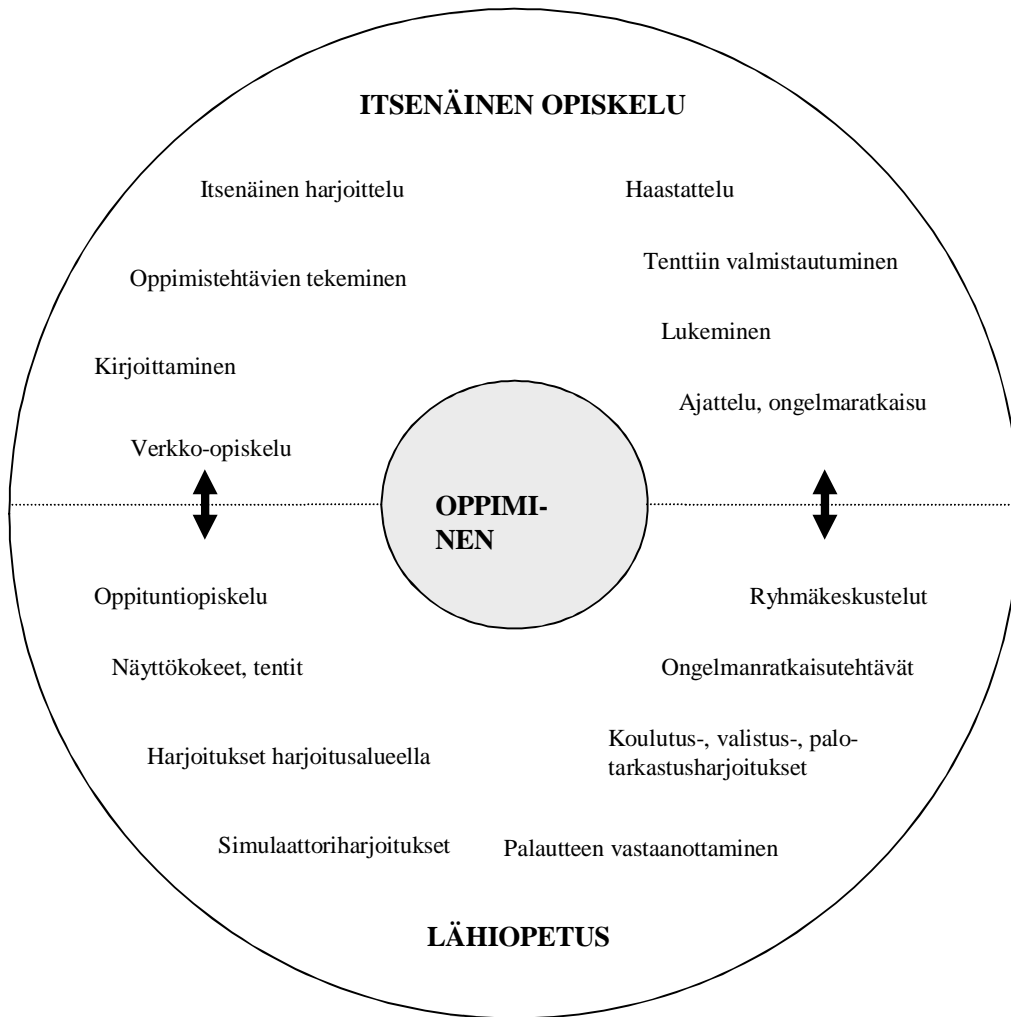 ITSENÄINEN OPISKELU
Itsenäinen harjoittelu
Haastattelu
Oppimistehtävien tekeminen
Tenttiin valmistautuminen
Lukeminen
Kirjoittaminen
Ajattelu, ongelmaratkaisu
Verkko-opiskelu
OPPIMI-
NEN
Oppituntiopiskelu
Ryhmäkeskustelut
Näyttökokeet, tentit
Ongelmanratkaisutehtävät
Harjoitukset harjoitusalueella
Koulutus-, valistus-, palo-
tarkastusharjoitukset
Simulaattoriharjoitukset
Palautteen vastaanottaminen
LÄHIOPETUS